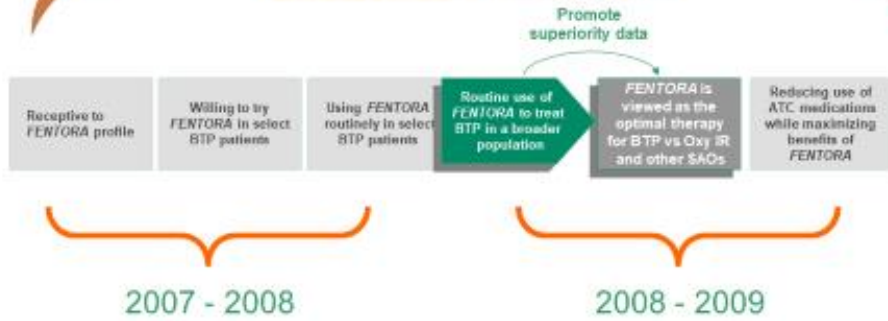 Promote
superiority data
Receptive to
FENTORA profile
Willing to try
FENTORA in select
BTP patients
Using FENTORA
routinely in select
BTP patients
Routine use of
FENTORA to treat
BTP in a broader
population
FENTORA is
viewed as the
optimal therapy
for BTP vs Oxy IR
and other SAOs
Reducing use of
ATC medications
while maximizing
benefits of
FENTORA
2007 - 2008
2008 - 2009